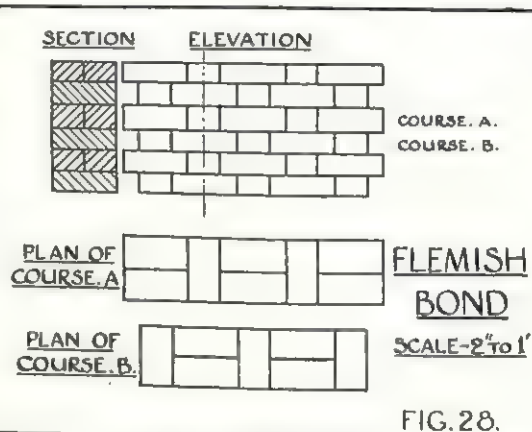 SECTION
ELEVATION
COURSE. A.
COURSE. B.
PLAN OF
COURSE. A
FLEMISH
BOND
PLAN OF
COURSE. B.
SCALE-2" TO 1'
FIG. 28.